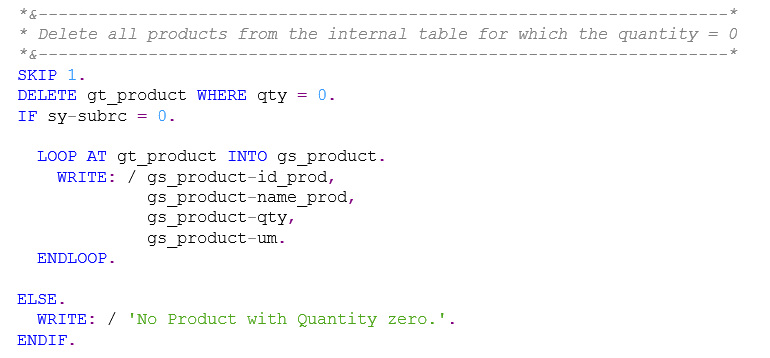 *&---------------------------------------------------------------------*
* Delete all products from the internal table for which the quantity = 0
*&---------------------------------------------------------------------*
SKIP 1.
DELETE gt_product WHERE qty = 0.
IF sy-subrc = 0.

  LOOP AT gt_product INTO gs_product.
    WRITE: / gs_product-id_prod,
             gs_product-name_prod,
             gs_product-qty,
             gs_product-um.
  ENDLOOP.

ELSE.
  WRITE: / 'No Product with Quantity zero.'.
ENDIF.